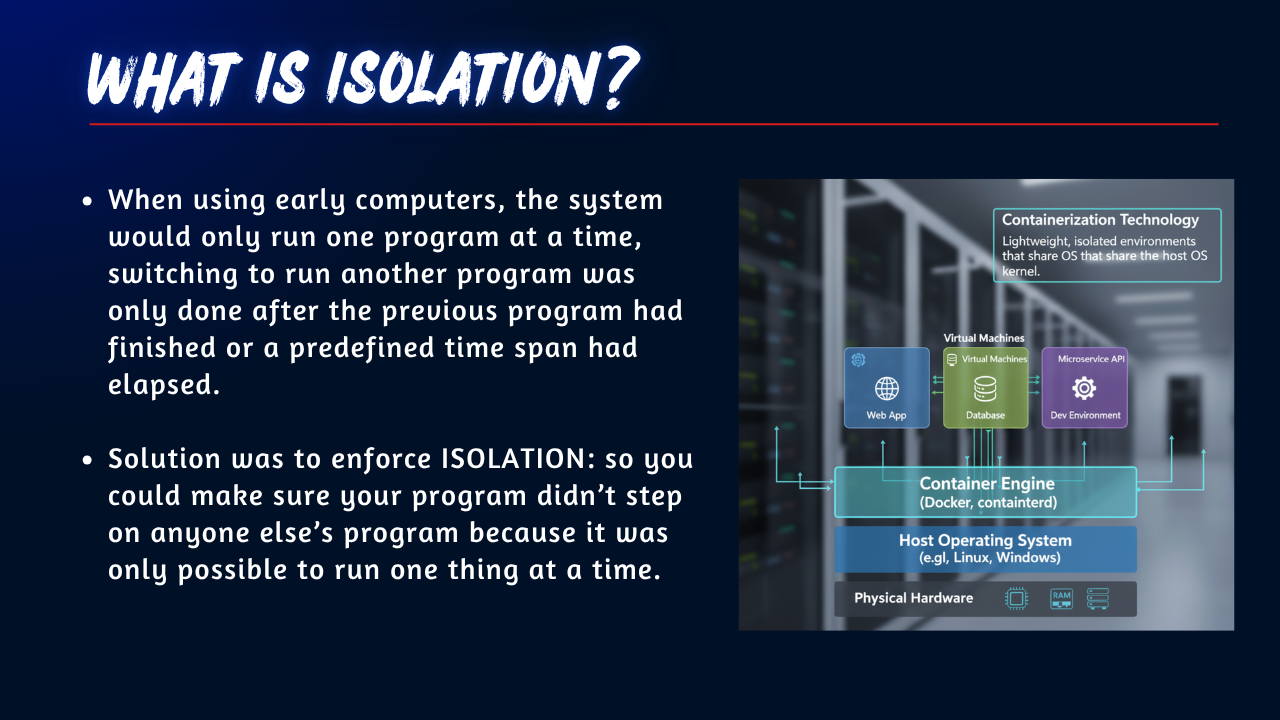 WHAT IS ISOLATION?
• When using early computers, the system
would only run one program at a time,
switching to run another program was
only done after the previous program had
finished or a predefined time span had
elapsed.
• Solution was to enforce ISOLATION: so you
could make sure your program didn’t step
on anyone else’s program because it was
only possible to run one thing at a time.
Containerization Technology
Lightweight, isolated environments
that share OS that share the host OS
kernel.
Virtual Machines
Virtual Machines
Microservice API
Web App
Database
Dev Environment
Container Engine
(Docker, containterd)
Host Operating System
(e.gl, Linux, Windows)
Physical Hardware
RAM